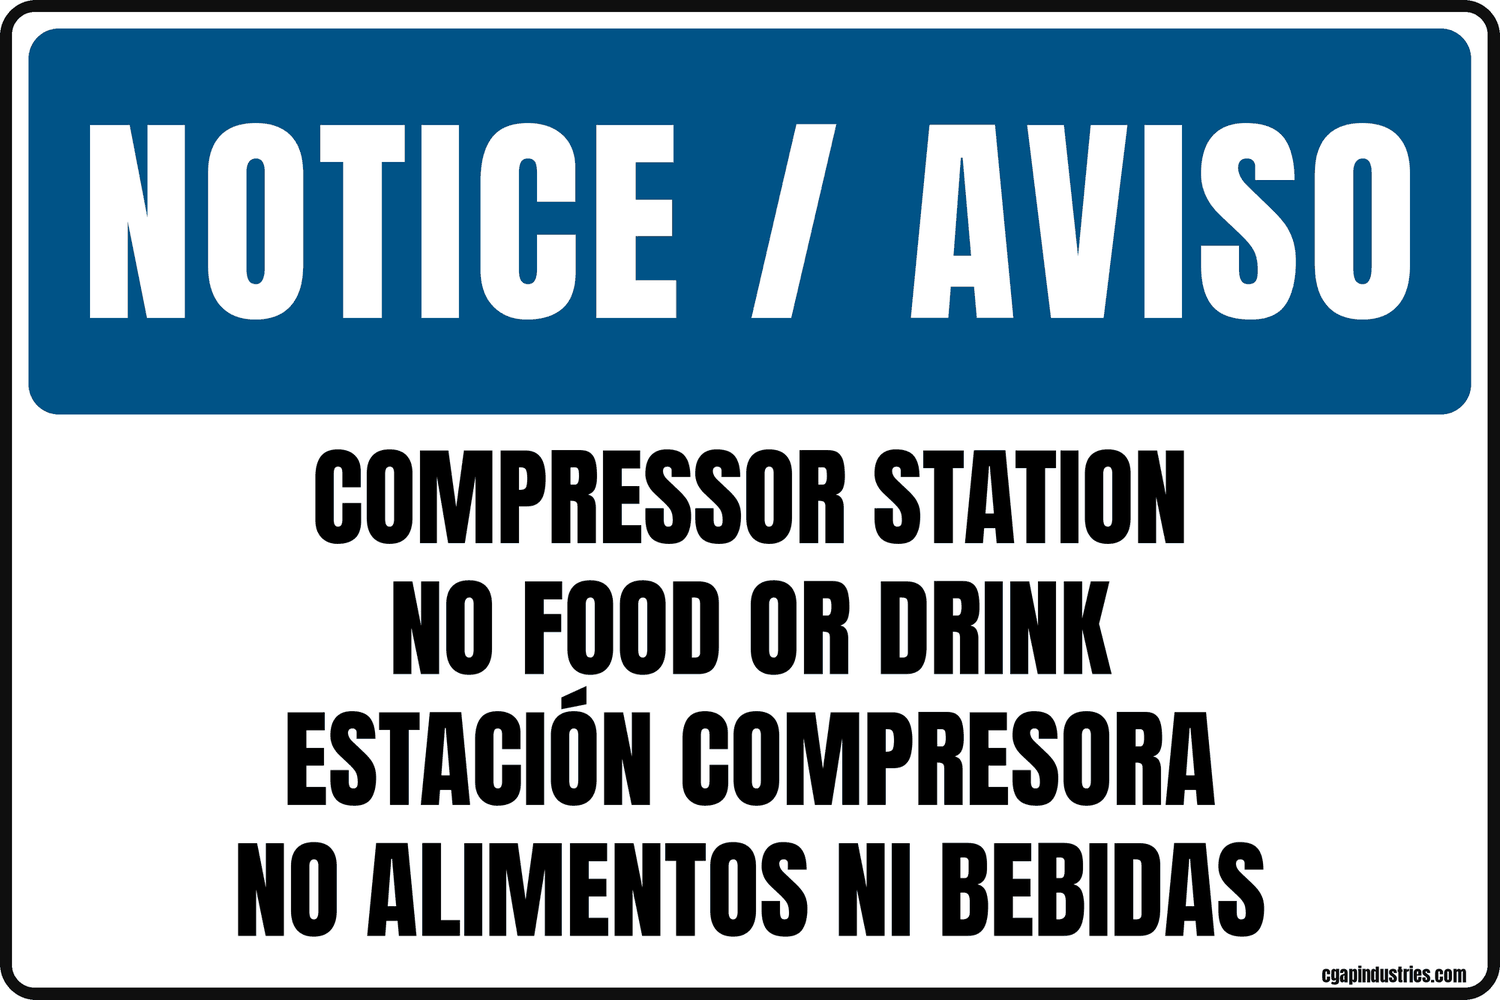 NOTICE / AVISO
COMPRESSOR STATION
NO FOOD OR DRINK
ESTACIÓN COMPRESORA
NO ALIMENTOS NI BEBIDAS
cgapindustries.com